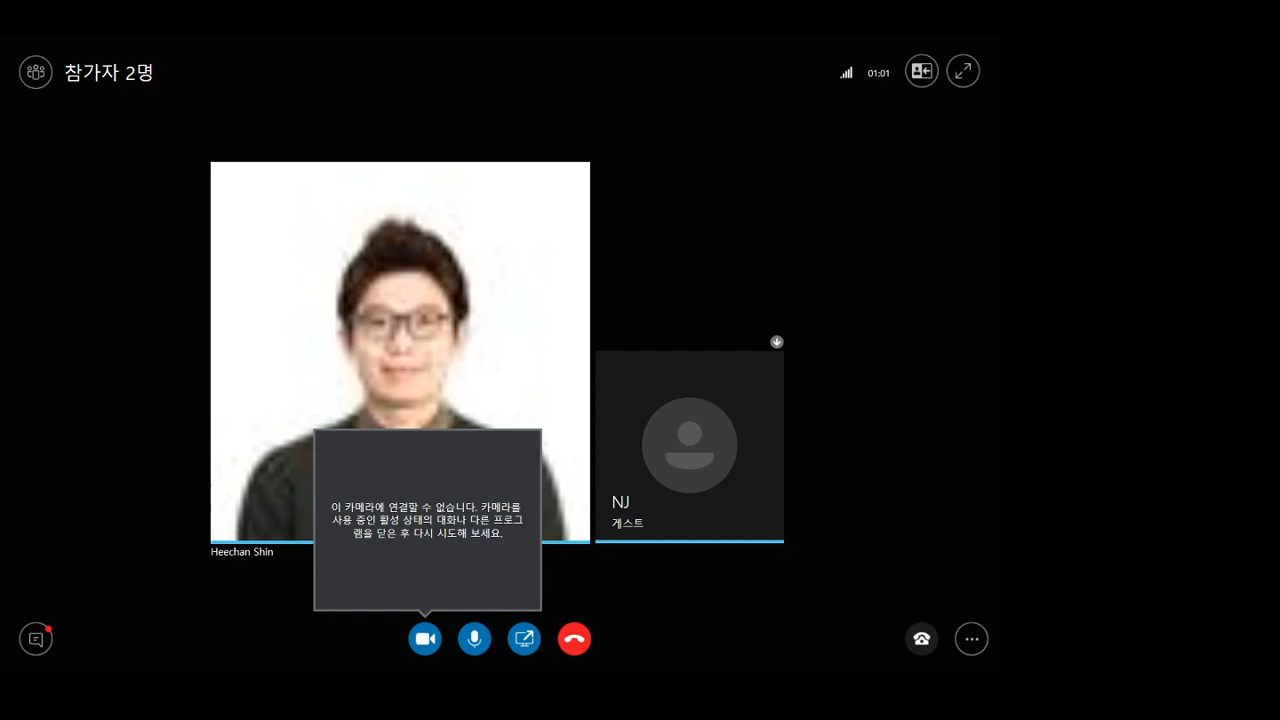 참가자 2명
01:01
NJ
게스트
이 카메라에 연결할 수 없습니다. 카메라를
사용 중인 활성 상태의 대화나 다른 프로그
램을 닫은 후 다시 시도해 보세요.
Heechan Shin